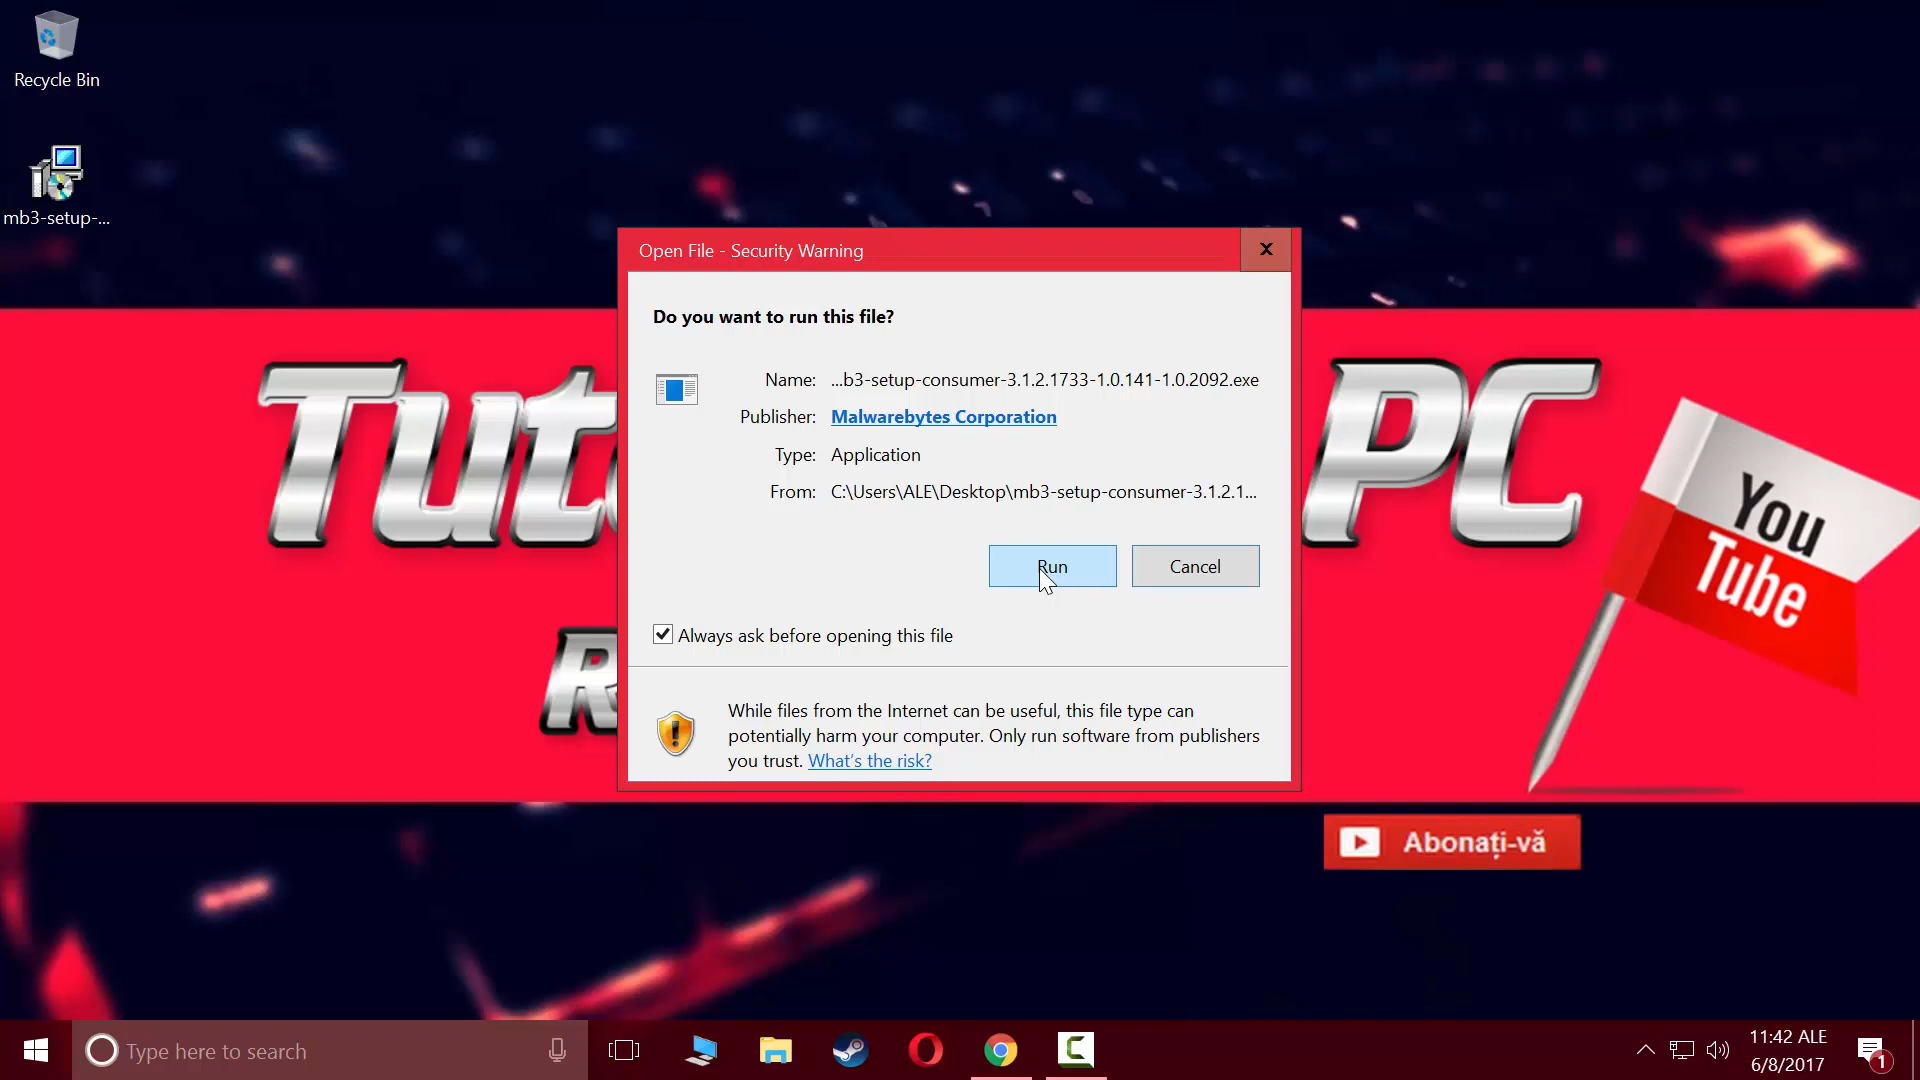 Recycle Bin
mb3-setup-...
Open File - Security Warning
Do you want to run this file?
Name: ...b3-setup-consumer-3.1.2.1733-1.0.141-1.0.2092.exe
Publisher: Malwarebytes Corporation
Type: Application
From: C:\Users\ALE\Desktop\mb3-setup-consumer-3.1.2.1...
Run
Cancel
Always ask before opening this file
While files from the Internet can be useful, this file type can
potentially harm your computer. Only run software from publishers
you trust. What's the risk?
PC
You
Tube
Abonați-vă
Type here to search
11:42 ALE
6/8/2017
1